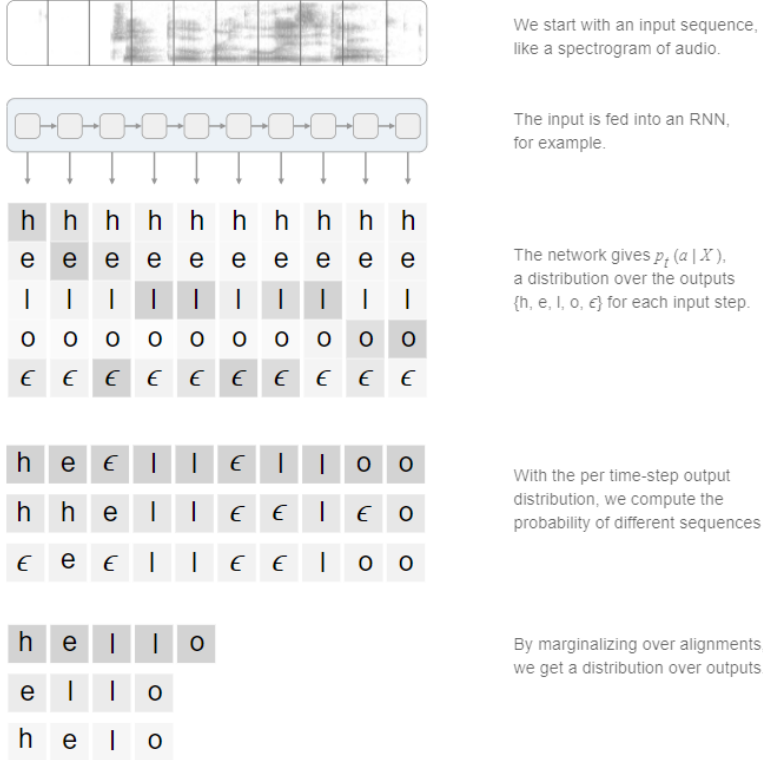 We start with an input sequence,
like a spectrogram of audio.
The input is fed into an RNN,
for example.
h h h h h h h h h h
e e e e e e e e e e
l l l l l l l l l l
o o o o o o o o o o
ϵ ϵ ϵ ϵ ϵ ϵ ϵ ϵ ϵ ϵ
The network gives pₜ (a | X),
a distribution over the outputs
{h, e, l, o, ϵ} for each input step.
h e ϵ l l ϵ l l o o
h h e l l ϵ ϵ l ϵ o
ϵ e ϵ l l ϵ ϵ l o o
With the per time-step output
distribution, we compute the
probability of different sequences
h e l l o
e l l o
h e l o
By marginalizing over alignments
we get a distribution over outputs